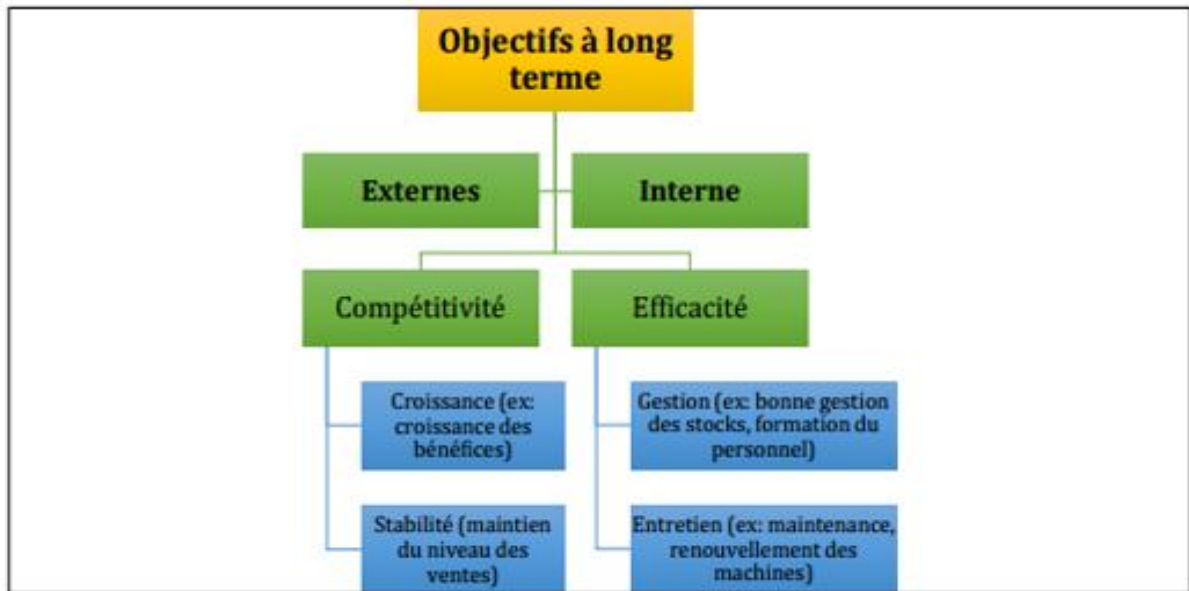 Objectifs à long
terme
Externes
Interne
Compétitivité
Efficacité
Croissance (ex:
croissance des
bénéfices)
Gestion (ex: bonne gestion
des stocks, formation du
personnel)
Stabilité (maintien
du niveau des
ventes)
Entretien (ex: maintenance,
renouvellement des
machines)